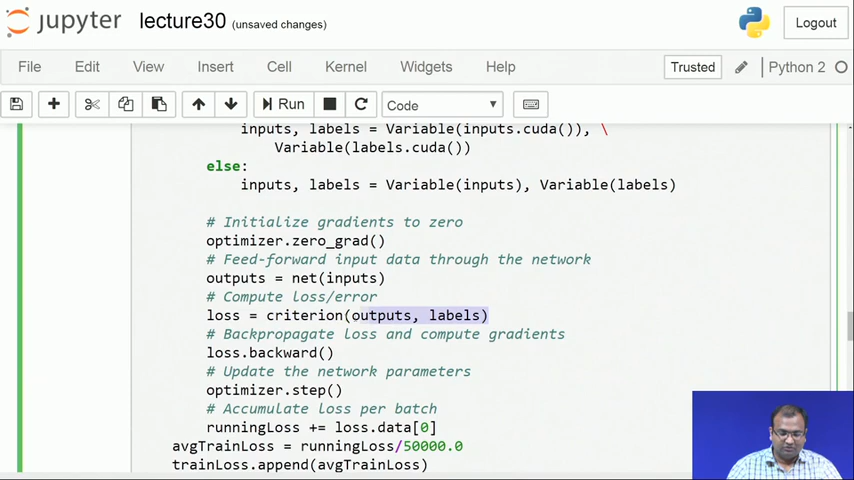 jupyter lecture30 (unsaved changes)
Logout
File Edit View Insert Cell Kernel Widgets Help Trusted Python 2
Run Code
inputs, labels = Variable(inputs.cuda()), \
Variable(labels.cuda())
else:
inputs, labels = Variable(inputs), Variable(labels)
# Initialize gradients to zero
optimizer.zero_grad()
# Feed-forward input data through the network
outputs = net(inputs)
# Compute loss/error
loss = criterion(outputs, labels)
# Backpropagate loss and compute gradients
loss.backward()
# Update the network parameters
optimizer.step()
# Accumulate loss per batch
runningLoss += loss.data[0]
avgTrainLoss = runningLoss/50000.0
trainLoss.append(avgTrainLoss)